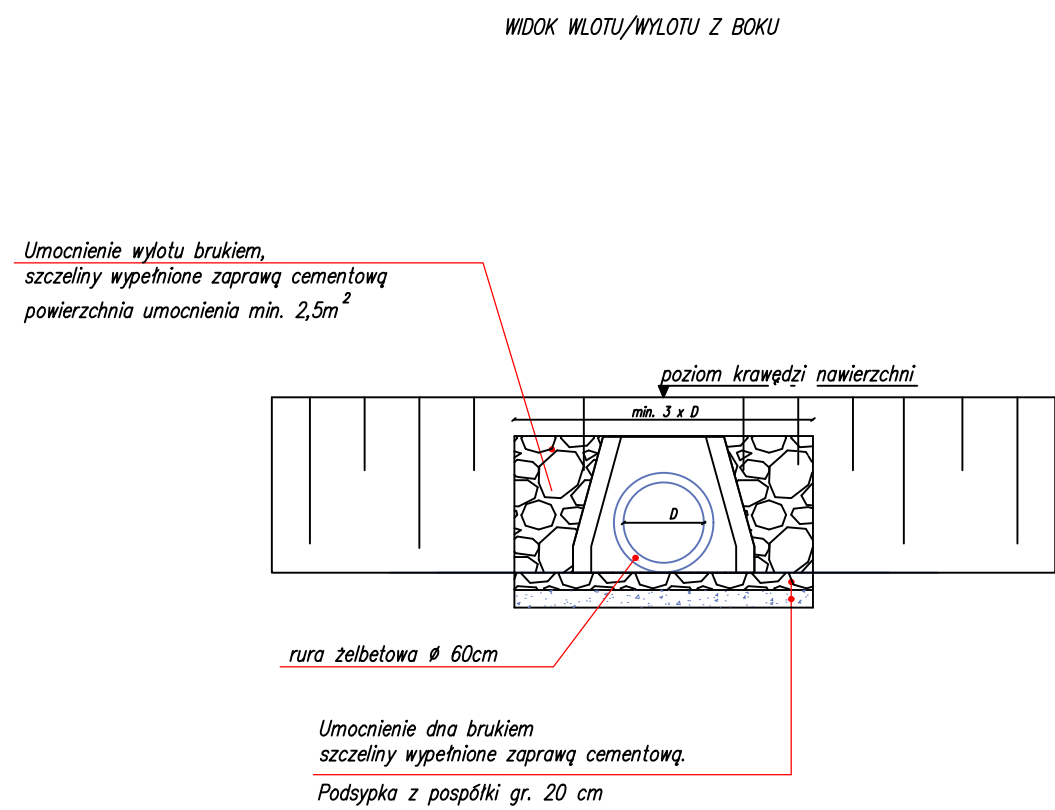 WIDOK WLOTU/WYLOTU Z BOKU
Umocnienie wylotu brukiem,
szczeliny wypełnione zaprawą cementową
powierzchnia umocnienia min. 2,5m²
poziom krawędzi nawierzchni
min. 3 x D
D
rura żelbetowa Ø 60cm
Umocnienie dna brukiem
szczeliny wypełnione zaprawą cementową.
Podsypka z pospółki gr. 20 cm